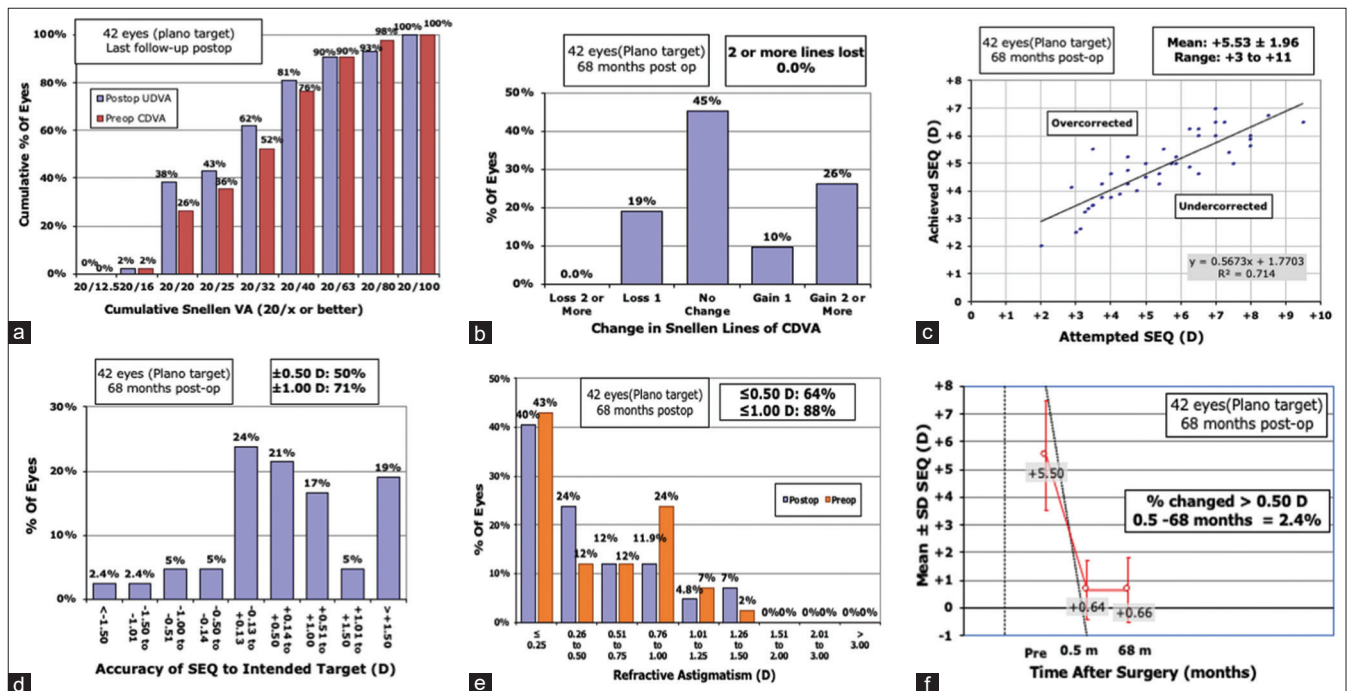 42 eyes (plano target)
Last follow-up postop
Postop UDVA
Preop CDVA
Cumulative % Of Eyes
100%
80%
60%
40%
20%
0%
0% 0%
2% 2%
38% 26%
43% 36%
62% 52%
81% 76%
90% 90%
93% 98%
100% 100%
20/12.5 20/16 20/20 20/25 20/32 20/40 20/63 20/80 20/100
Cumulative Snellen VA (20/x or better)
a
42 eyes(Plano target)
68 months post op
2 or more lines lost
0.0%
% Of Eyes
50%
40%
30%
20%
10%
0%
0.0%
19%
45%
10%
26%
Loss 2 or More
Loss 1
No Change
Gain 1
Gain 2 or More
Change in Snellen Lines of CDVA
b
42 eyes(Plano target)
68 months post-op
Mean: +5.53 ± 1.96
Range: +3 to +11
Achieved SEQ (D)
+8
+7
+6
+5
+4
+3
+2
+1
0
Overcorrected
Undercorrected
y = 0.5673x + 1.7703
R² = 0.714
0 +1 +2 +3 +4 +5 +6 +7 +8 +9 +10
Attempted SEQ (D)
c
42 eyes (Plano target)
68 months post-op
±0.50 D: 50%
±1.00 D: 71%
% Of Eyes
30%
20%
10%
0%
2.4%
2.4%
5%
5%
24%
21%
17%
5%
19%
<-1.50
-1.50 to -1.01
-1.00 to -0.51
-0.50 to -0.14
-0.13 to +0.13
+0.14 to +0.50
+0.51 to +1.00
+1.01 to +1.50
>+1.50
Accuracy of SEQ to Intended Target (D)
d
42 eyes(Plano target)
68 months postop
≤0.50 D: 64%
≤1.00 D: 88%
Postop
Preop
% Of Eyes
50%
40%
30%
20%
10%
0%
40% 43%
24% 12%
12% 12%
11.9% 24%
4.8% 7%
7% 2%
0%0% 0%0% 0%0%
≤ 0.25
0.26 to 0.50
0.51 to 0.75
0.76 to 1.00
1.01 to 1.25
1.26 to 1.50
1.51 to 2.00
2.01 to 3.00
> 3.00
Refractive Astigmatism (D)
e
42 eyes(Plano target)
68 months post-op
% changed > 0.50 D
0.5 -68 months = 2.4%
Mean ± SD SEQ (D)
+8
+7
+6
+5
+4
+3
+2
+1
0
-1
+5.50
+0.64
+0.66
Pre 0.5 m 68 m
Time After Surgery (months)
f